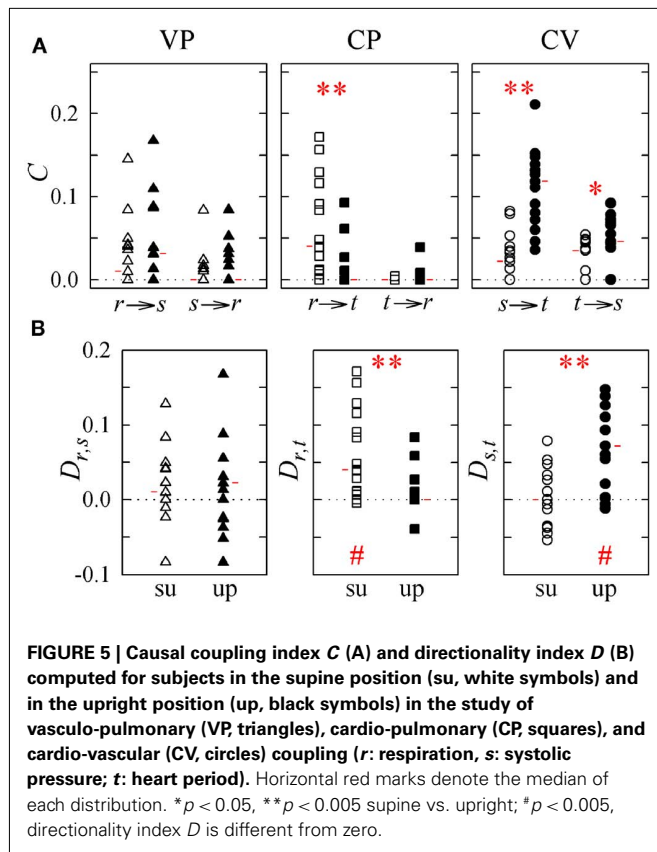 A
VP CP CV
** ** *
0.2
0.1
0.0
C
r→s s→r r→t t→r s→t t→s
B
** **
0.2
0.1
0.0
-0.1
D_{r,s} D_{r,t} D_{s,t}
# #
su up su up su up
FIGURE 5 | Causal coupling index C (A) and directionality index D (B)
computed for subjects in the supine position (su, white symbols) and
in the upright position (up, black symbols) in the study of
vasculo-pulmonary (VP, triangles), cardio-pulmonary (CP, squares), and
cardio-vascular (CV, circles) coupling (r: respiration, s: systolic
pressure; t: heart period). Horizontal red marks denote the median of
each distribution. *p < 0.05, **p < 0.005 supine vs. upright; #p < 0.005,
directionality index D is different from zero.